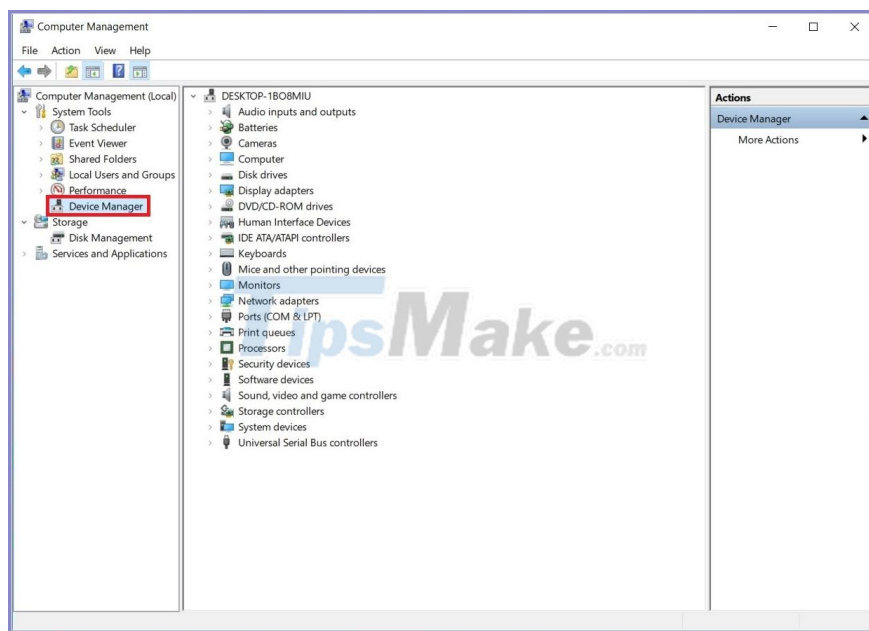 Computer Management
File Action View Help
Computer Management (Local)
System Tools
Task Scheduler
Event Viewer
Shared Folders
Local Users and Groups
Performance
Device Manager
Storage
Disk Management
Services and Applications
DESKTOP-1BO8MIU
Audio inputs and outputs
Batteries
Cameras
Computer
Disk drives
Display adapters
DVD/CD-ROM drives
Human Interface Devices
IDE ATA/ATAPI controllers
Keyboards
Mice and other pointing devices
Monitors
Network adapters
Ports (COM & LPT)
Print queues
Processors
Security devices
Software devices
Sound, video and game controllers
Storage controllers
System devices
Universal Serial Bus controllers
Actions
Device Manager
More Actions
TipsMake.com